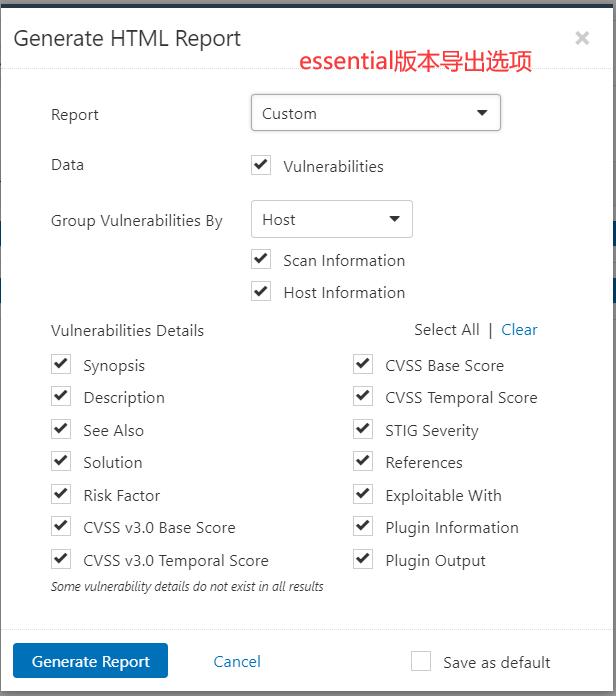 Generate HTML Report ×
essential版本导出选项
Report Custom
Data Vulnerabilities
Group Vulnerabilities By Host
Scan Information
Host Information
Vulnerabilities Details Select All | Clear
Synopsis CVSS Base Score
Description CVSS Temporal Score
See Also STIG Severity
Solution References
Risk Factor Exploitable With
CVSS v3.0 Base Score Plugin Information
CVSS v3.0 Temporal Score Plugin Output
Some vulnerability details do not exist in all results
Generate Report Cancel Save as default